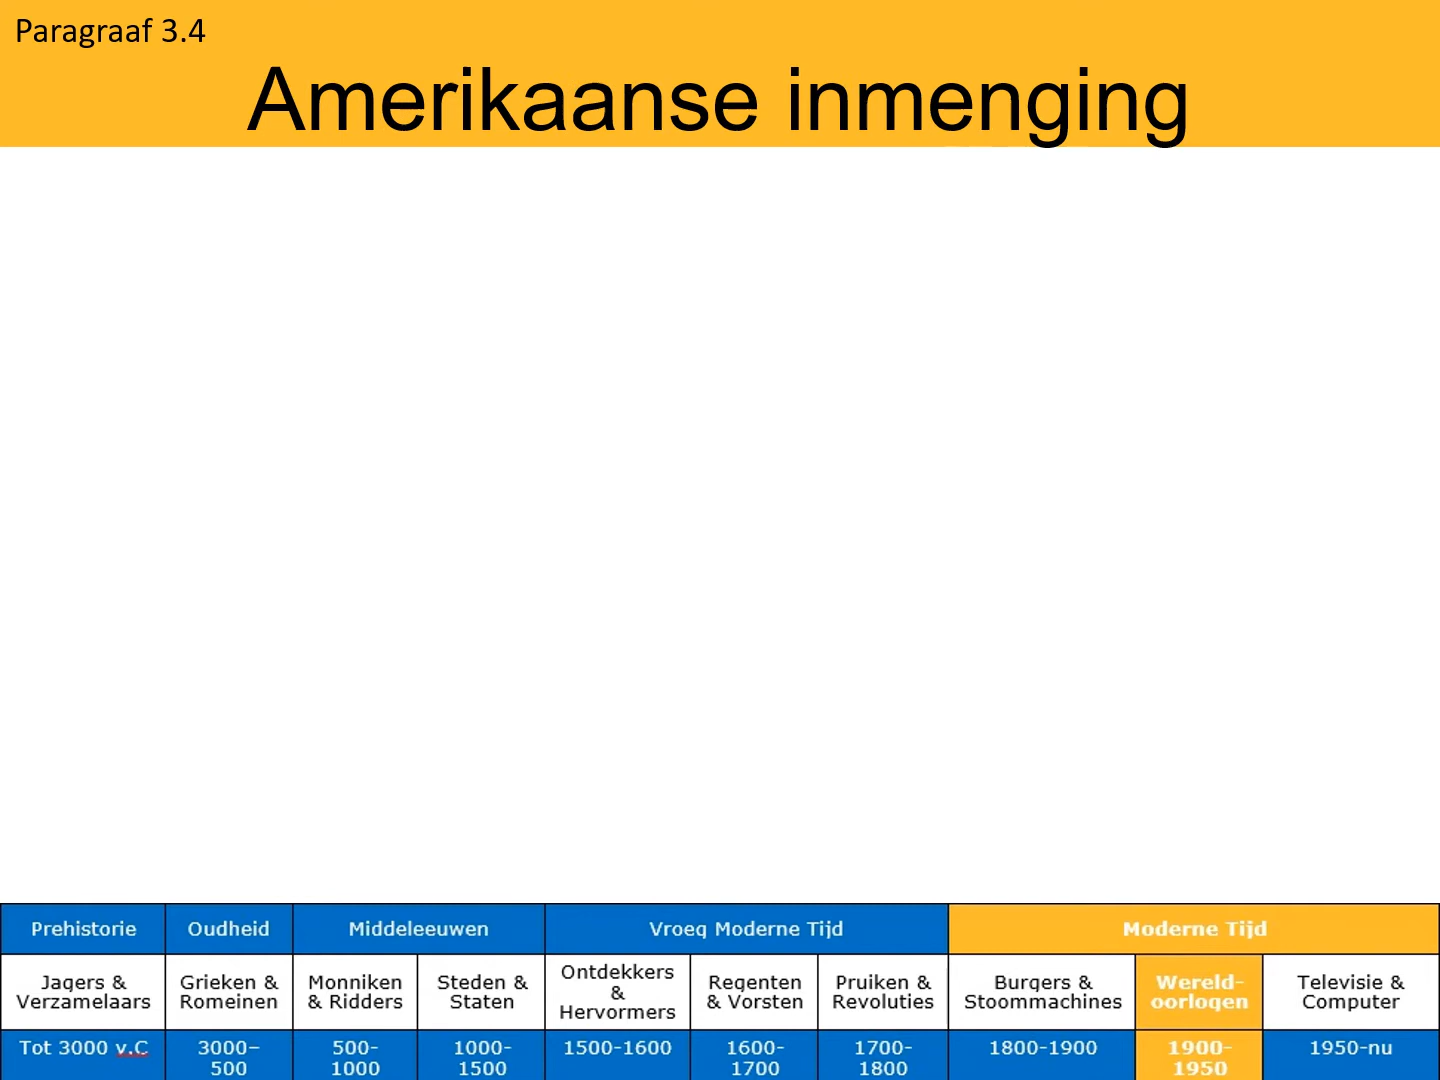 Paragraaf 3.4
Amerikaanse inmenging
Prehistorie
Oudheid
Middeleeuwen
Vroeg Moderne Tijd
Moderne Tijd
Jagers &
Verzamelaars
Grieken &
Romeinen
Monniken
& Ridders
Steden &
Staten
Ontdekkers
&
Hervormers
Regenten
& Vorsten
Pruiken &
Revoluties
Burgers &
Stoommachines
Wereld-
oorlogen
Televisie &
Computer
Tot 3000 v.C
3000–
500
500-
1000
1000-
1500
1500-1600
1600-
1700
1700-
1800
1800-1900
1900-
1950
1950-nu